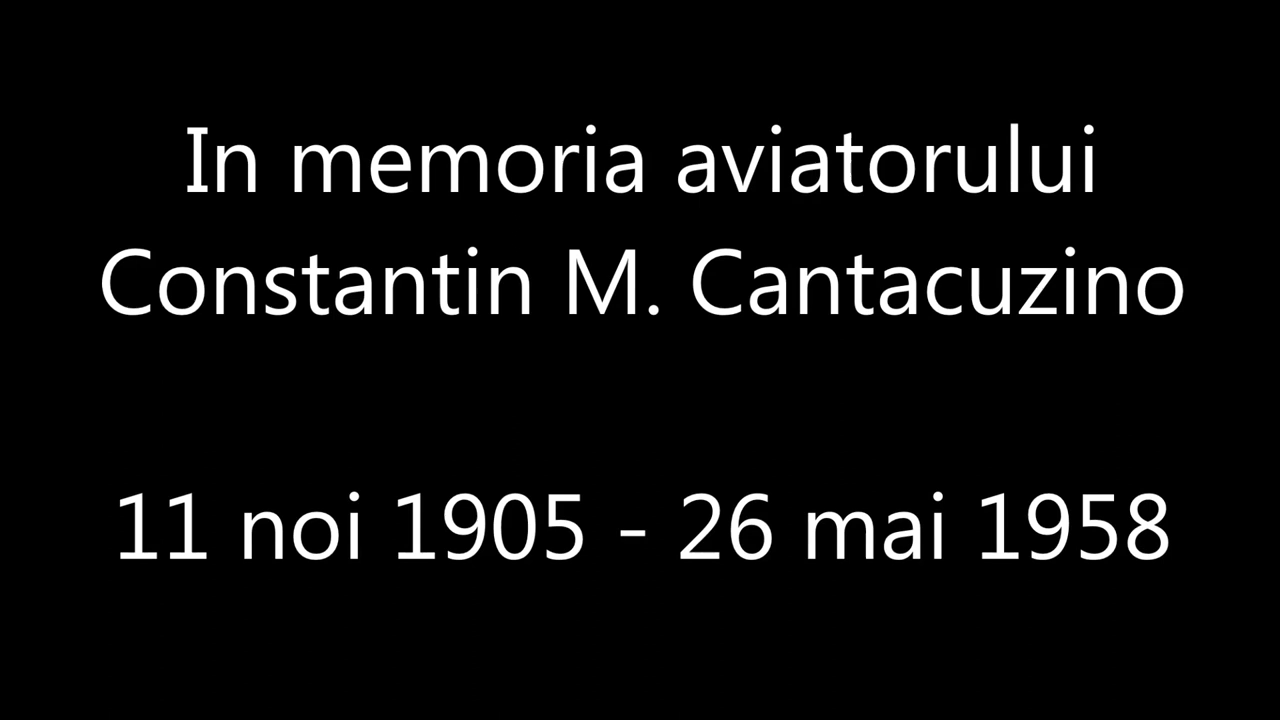 In memoria aviatorului
Constantin M. Cantacuzino
11 noi 1905 - 26 mai 1958